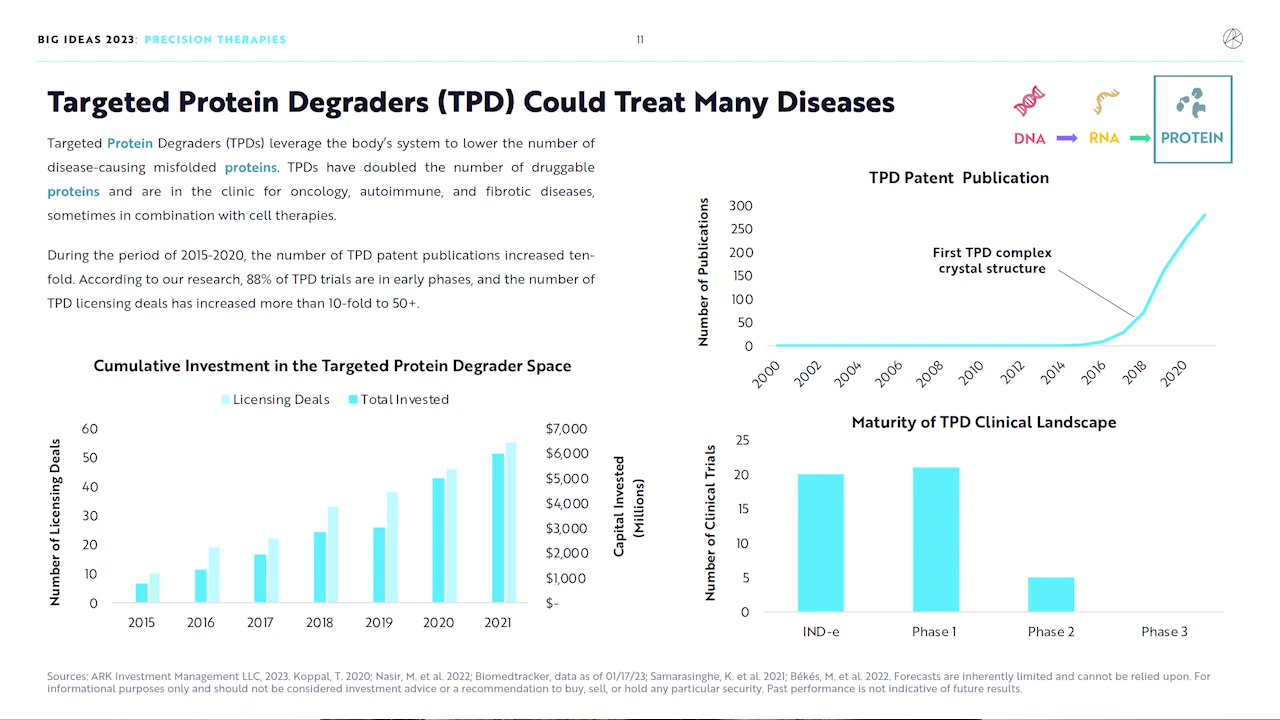 BIG IDEAS 2023: PRECISION THERAPIES
11
Targeted Protein Degraders (TPD) Could Treat Many Diseases
DNA
RNA
PROTEIN
Targeted Protein Degraders (TPDs) leverage the body's system to lower the number of
disease-causing misfolded proteins. TPDs have doubled the number of druggable
proteins and are in the clinic for oncology, autoimmune, and fibrotic diseases,
sometimes in combination with cell therapies.
During the period of 2015-2020, the number of TPD patent publications increased ten-
fold. According to our research, 88% of TPD trials are in early phases, and the number of
TPD licensing deals has increased more than 10-fold to 50+.
TPD Patent Publication
Number of Publications
300
250
200
150
100
50
0
First TPD complex
crystal structure
2000
2002
2004
2006
2008
2010
2012
2014
2016
2018
2020
Cumulative Investment in the Targeted Protein Degrader Space
Licensing Deals
Total Invested
Number of Licensing Deals
60
50
40
30
20
10
0
$7,000
$6,000
$5,000
$4,000
$3,000
$2,000
$1,000
$-
Capital Invested
(Millions)
2015
2016
2017
2018
2019
2020
2021
Maturity of TPD Clinical Landscape
Number of Clinical Trials
25
20
15
10
5
0
IND-e
Phase 1
Phase 2
Phase 3
Sources: ARK Investment Management LLC, 2023. Koppal, T. 2020; Nasir, M. et al. 2022; Biomedtracker, data as of 01/17/23; Samarasinghe, K. et al. 2021; Békés, M. et al. 2022. Forecasts are inherently limited and cannot be relied upon. For
informational purposes only and should not be considered investment advice or a recommendation to buy, sell, or hold any particular security. Past performance is not indicative of future results.